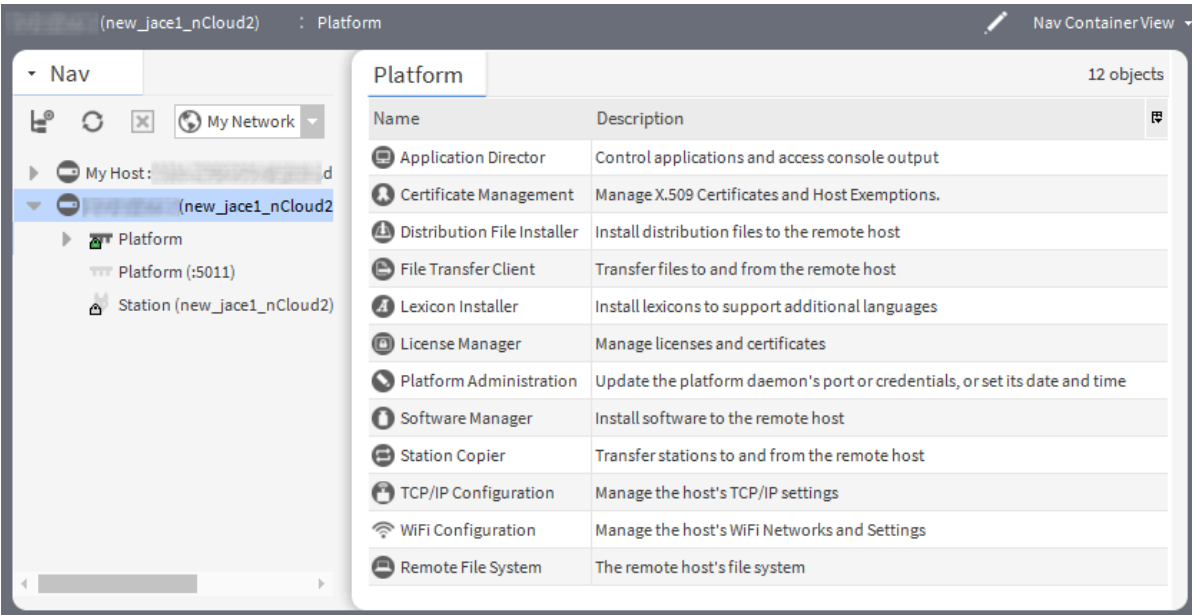 (new_jace1_nCloud2) : Platform Nav Container View
Nav
My Network
My Host : d
(new_jace1_nCloud2
Platform
Platform (:5011)
Station (new_jace1_nCloud2)
Platform 12 objects
Name Description
Application Director Control applications and access console output
Certificate Management Manage X.509 Certificates and Host Exemptions.
Distribution File Installer Install distribution files to the remote host
File Transfer Client Transfer files to and from the remote host
Lexicon Installer Install lexicons to support additional languages
License Manager Manage licenses and certificates
Platform Administration Update the platform daemon's port or credentials, or set its date and time
Software Manager Install software to the remote host
Station Copier Transfer stations to and from the remote host
TCP/IP Configuration Manage the host's TCP/IP settings
WiFi Configuration Manage the host's WiFi Networks and Settings
Remote File System The remote host's file system